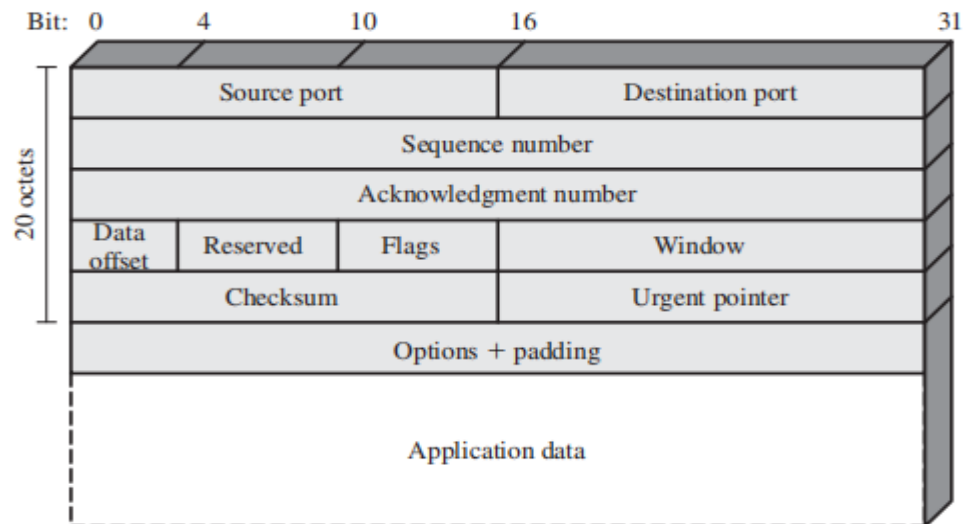 Bit: 0 4 10 16 31
Source port Destination port
Sequence number
Acknowledgment number
Data offset Reserved Flags Window
Checksum Urgent pointer
Options + padding
Application data
20 octets